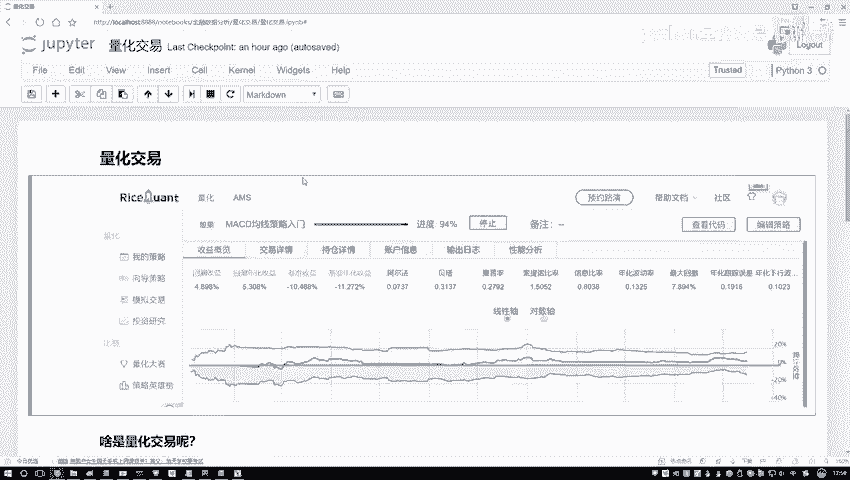 量化交易
http://localhost:8888/notebooks/金融数据分析/量化交易/量化交易.ipynb#
jupyter 量化交易 Last Checkpoint: an hour ago (autosaved)
Logout
File Edit View Insert Cell Kernel Widgets Help
Trusted
Python 3
Markdown
量化交易
RiceQuant 量化 AMS 预约路演 帮助文档 社区
MACD均线策略入门 进度 94% 停止 备注: -- 查看代码 编辑策略
量化
收益概览 交易详情 持仓详情 账户信息 输出日志 性能分析
我的策略
向导策略
模拟交易
投资研究
比赛
量化大赛
策略英雄榜
回测收益 回测年化收益 基准收益 基准年化收益 阿尔法 贝塔 夏普率 索提诺比率 信息比率 年化波动率 最大回撤 年化跟踪误差 年化下行波...
4.898% 5.308% -10.468% -11.272% 0.0737 0.3137 0.2792 1.5052 0.8038 0.1325 7.894% 0.1916 0.1023
线性轴 对数轴
20%
0%
-20%
-40%
啥是量化交易呢?